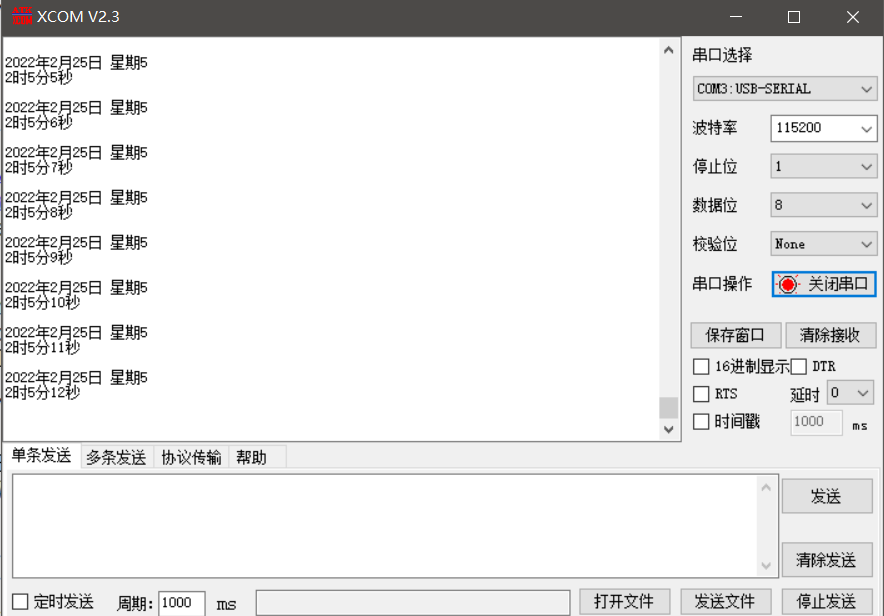 XCOM V2.3
2022年2月25日 星期5
2时5分5秒
2022年2月25日 星期5
2时5分6秒
2022年2月25日 星期5
2时5分7秒
2022年2月25日 星期5
2时5分8秒
2022年2月25日 星期5
2时5分9秒
2022年2月25日 星期5
2时5分10秒
2022年2月25日 星期5
2时5分11秒
2022年2月25日 星期5
2时5分12秒
串口选择
COM3:USB-SERIAL
波特率 115200
停止位 1
数据位 8
校验位 None
串口操作 关闭串口
保存窗口 清除接收
16进制显示 DTR
RTS 延时 0
时间戳 1000 ms
单条发送 多条发送 协议传输 帮助
发送
清除发送
定时发送 周期: 1000 ms 打开文件 发送文件 停止发送